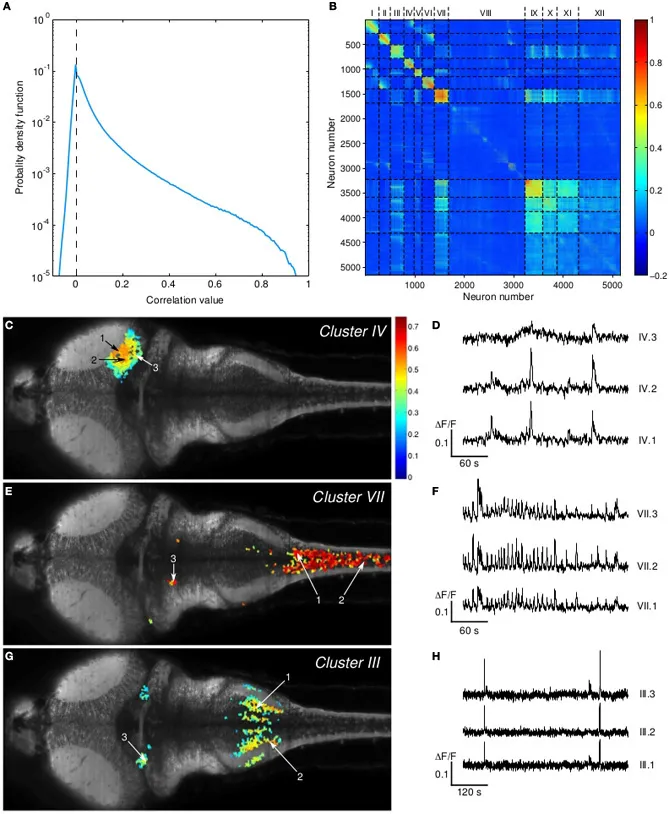 A
Probality density function
10^0
10^-1
10^-2
10^-3
10^-4
10^-5
0 0.2 0.4 0.6 0.8 1
Correlation value
B
I II III IV V VI VII VIII IX X XI XII
Neuron number
500
1000
1500
2000
2500
3000
3500
4000
4500
5000
1000 2000 3000 4000 5000
Neuron number
1
0.8
0.6
0.4
0.2
0
−0.2
C
Cluster IV
1
2
3
0.7
0.6
0.5
0.4
0.3
0.2
0.1
0
D
IV.3
IV.2
IV.1
ΔF/F
0.1
60 s
E
Cluster VII
3
1 2
F
VII.3
VII.2
VII.1
ΔF/F
0.1
60 s
G
Cluster III
1
3
2
H
III.3
III.2
III.1
ΔF/F
0.1
120 s